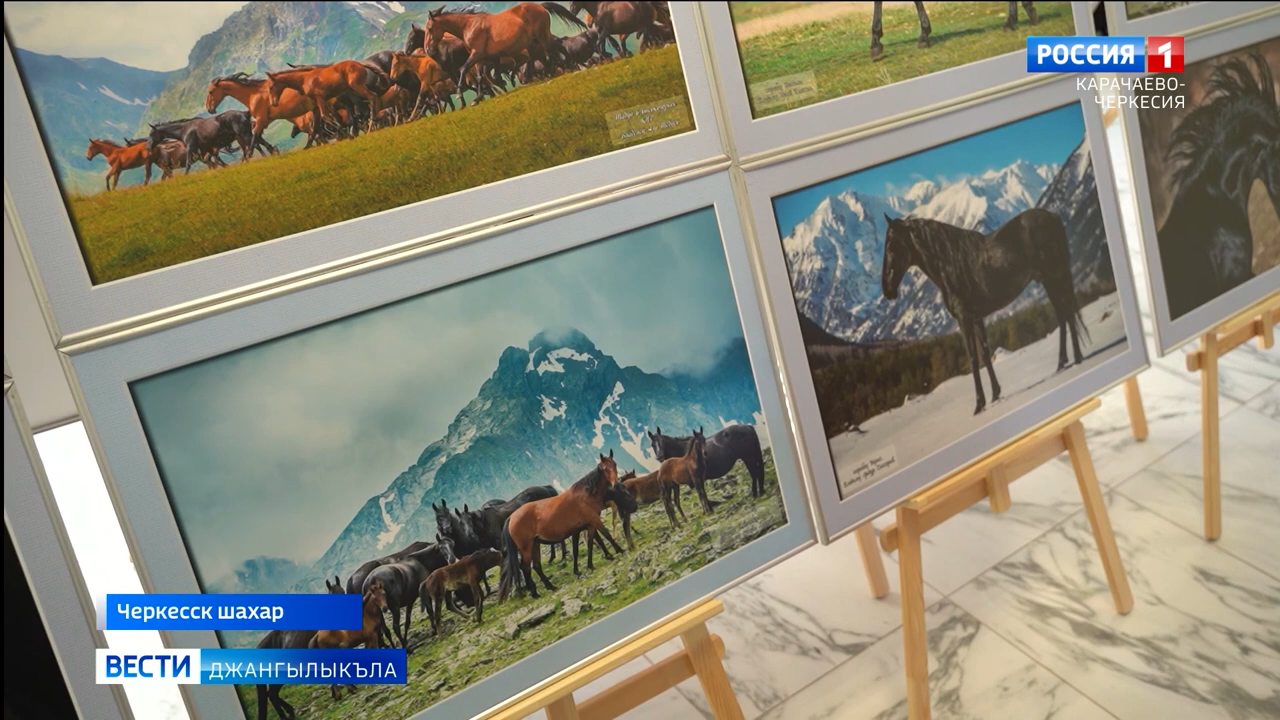 РОССИЯ 1
КАРАЧАЕВО-
ЧЕРКЕСИЯ
Черкесск шахар
ВЕСТИ ДЖАНГЫЛЫКЪЛА